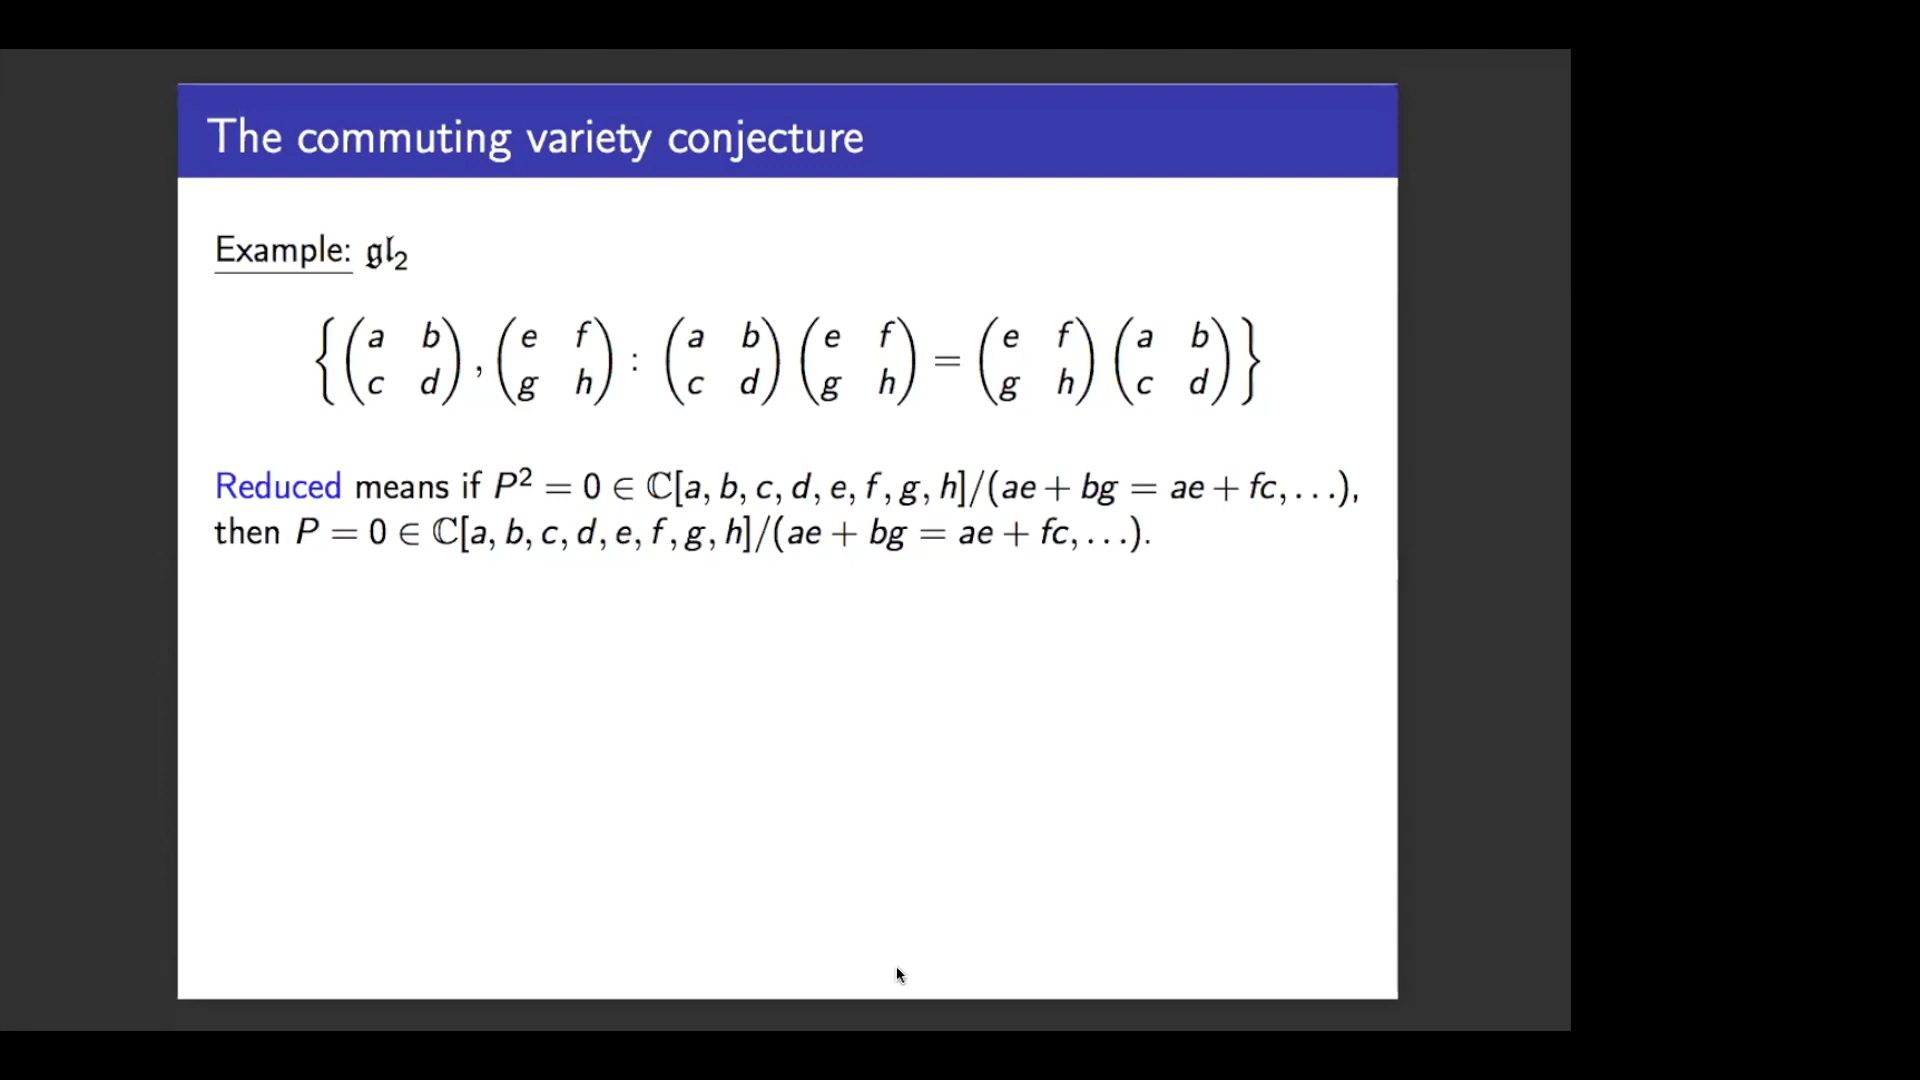 The commuting variety conjecture
Example: 𝔤𝔩₂
{(a b c d), (e f g h) : (a b c d)(e f g h) = (e f g h)(a b c d)}
Reduced means if P² = 0 ∈ ℂ[a, b, c, d, e, f, g, h]/(ae + bg = ae + fc, . . .),
then P = 0 ∈ ℂ[a, b, c, d, e, f, g, h]/(ae + bg = ae + fc, . . .).